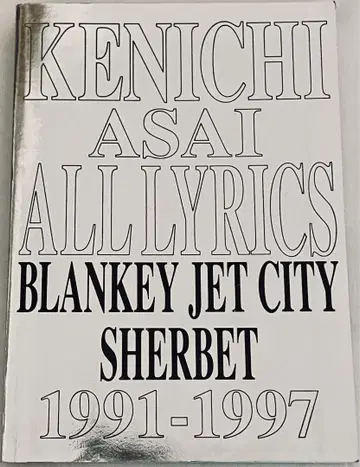 KENICHI
ASAI
ALL LYRICS
BLANKEY JET CITY
SHERBET
1991-1997